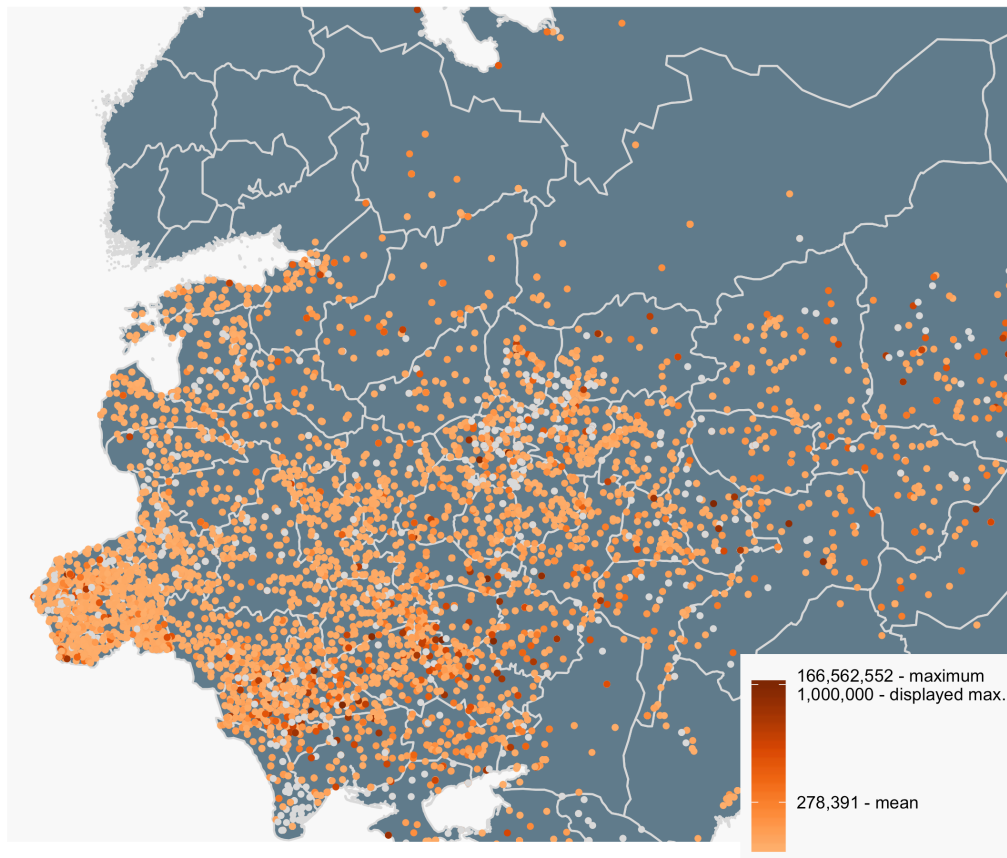 166,562,552 - maximum
1,000,000 - displayed max.
278,391 - mean